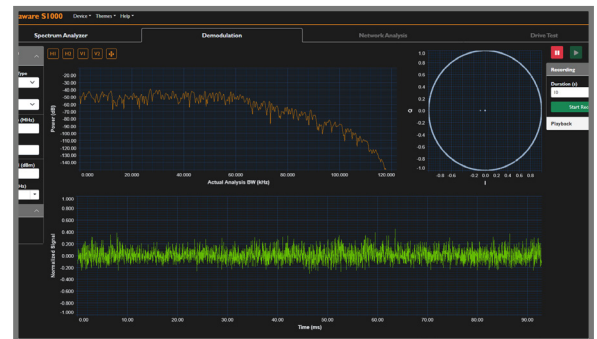 aware S1000 Device Themes Help
Spectrum Analyzer Demodulation Network Analysis Drive Test
H1 H2 V1 V2
Type
(MHz)
(dBm)
Hz)
Power (dB)
-20.00
-30.00
-40.00
-50.00
-60.00
-70.00
-80.00
-90.00
-100.00
-110.00
-120.00
-130.00
-140.00
0.000 20.000 40.000 60.000 80.000 100.000 120.000
Actual Analysis BW (kHz)
Q
1.0
0.8
0.6
0.4
0.2
0.0
-0.2
-0.4
-0.6
-0.8
-1.0
-0.8 -0.6 -0.2 0.0 0.2 0.4 0.6 0.8
I
Recording
Duration (s)
10
Start Rec
Playback
Normalized Signal
1.000
0.800
0.600
0.400
0.200
0.000
-0.200
-0.400
-0.600
-0.800
-1.000
0.00 10.00 20.00 30.00 40.00 50.00 60.00 70.00 80.00 90.00
Time (ms)